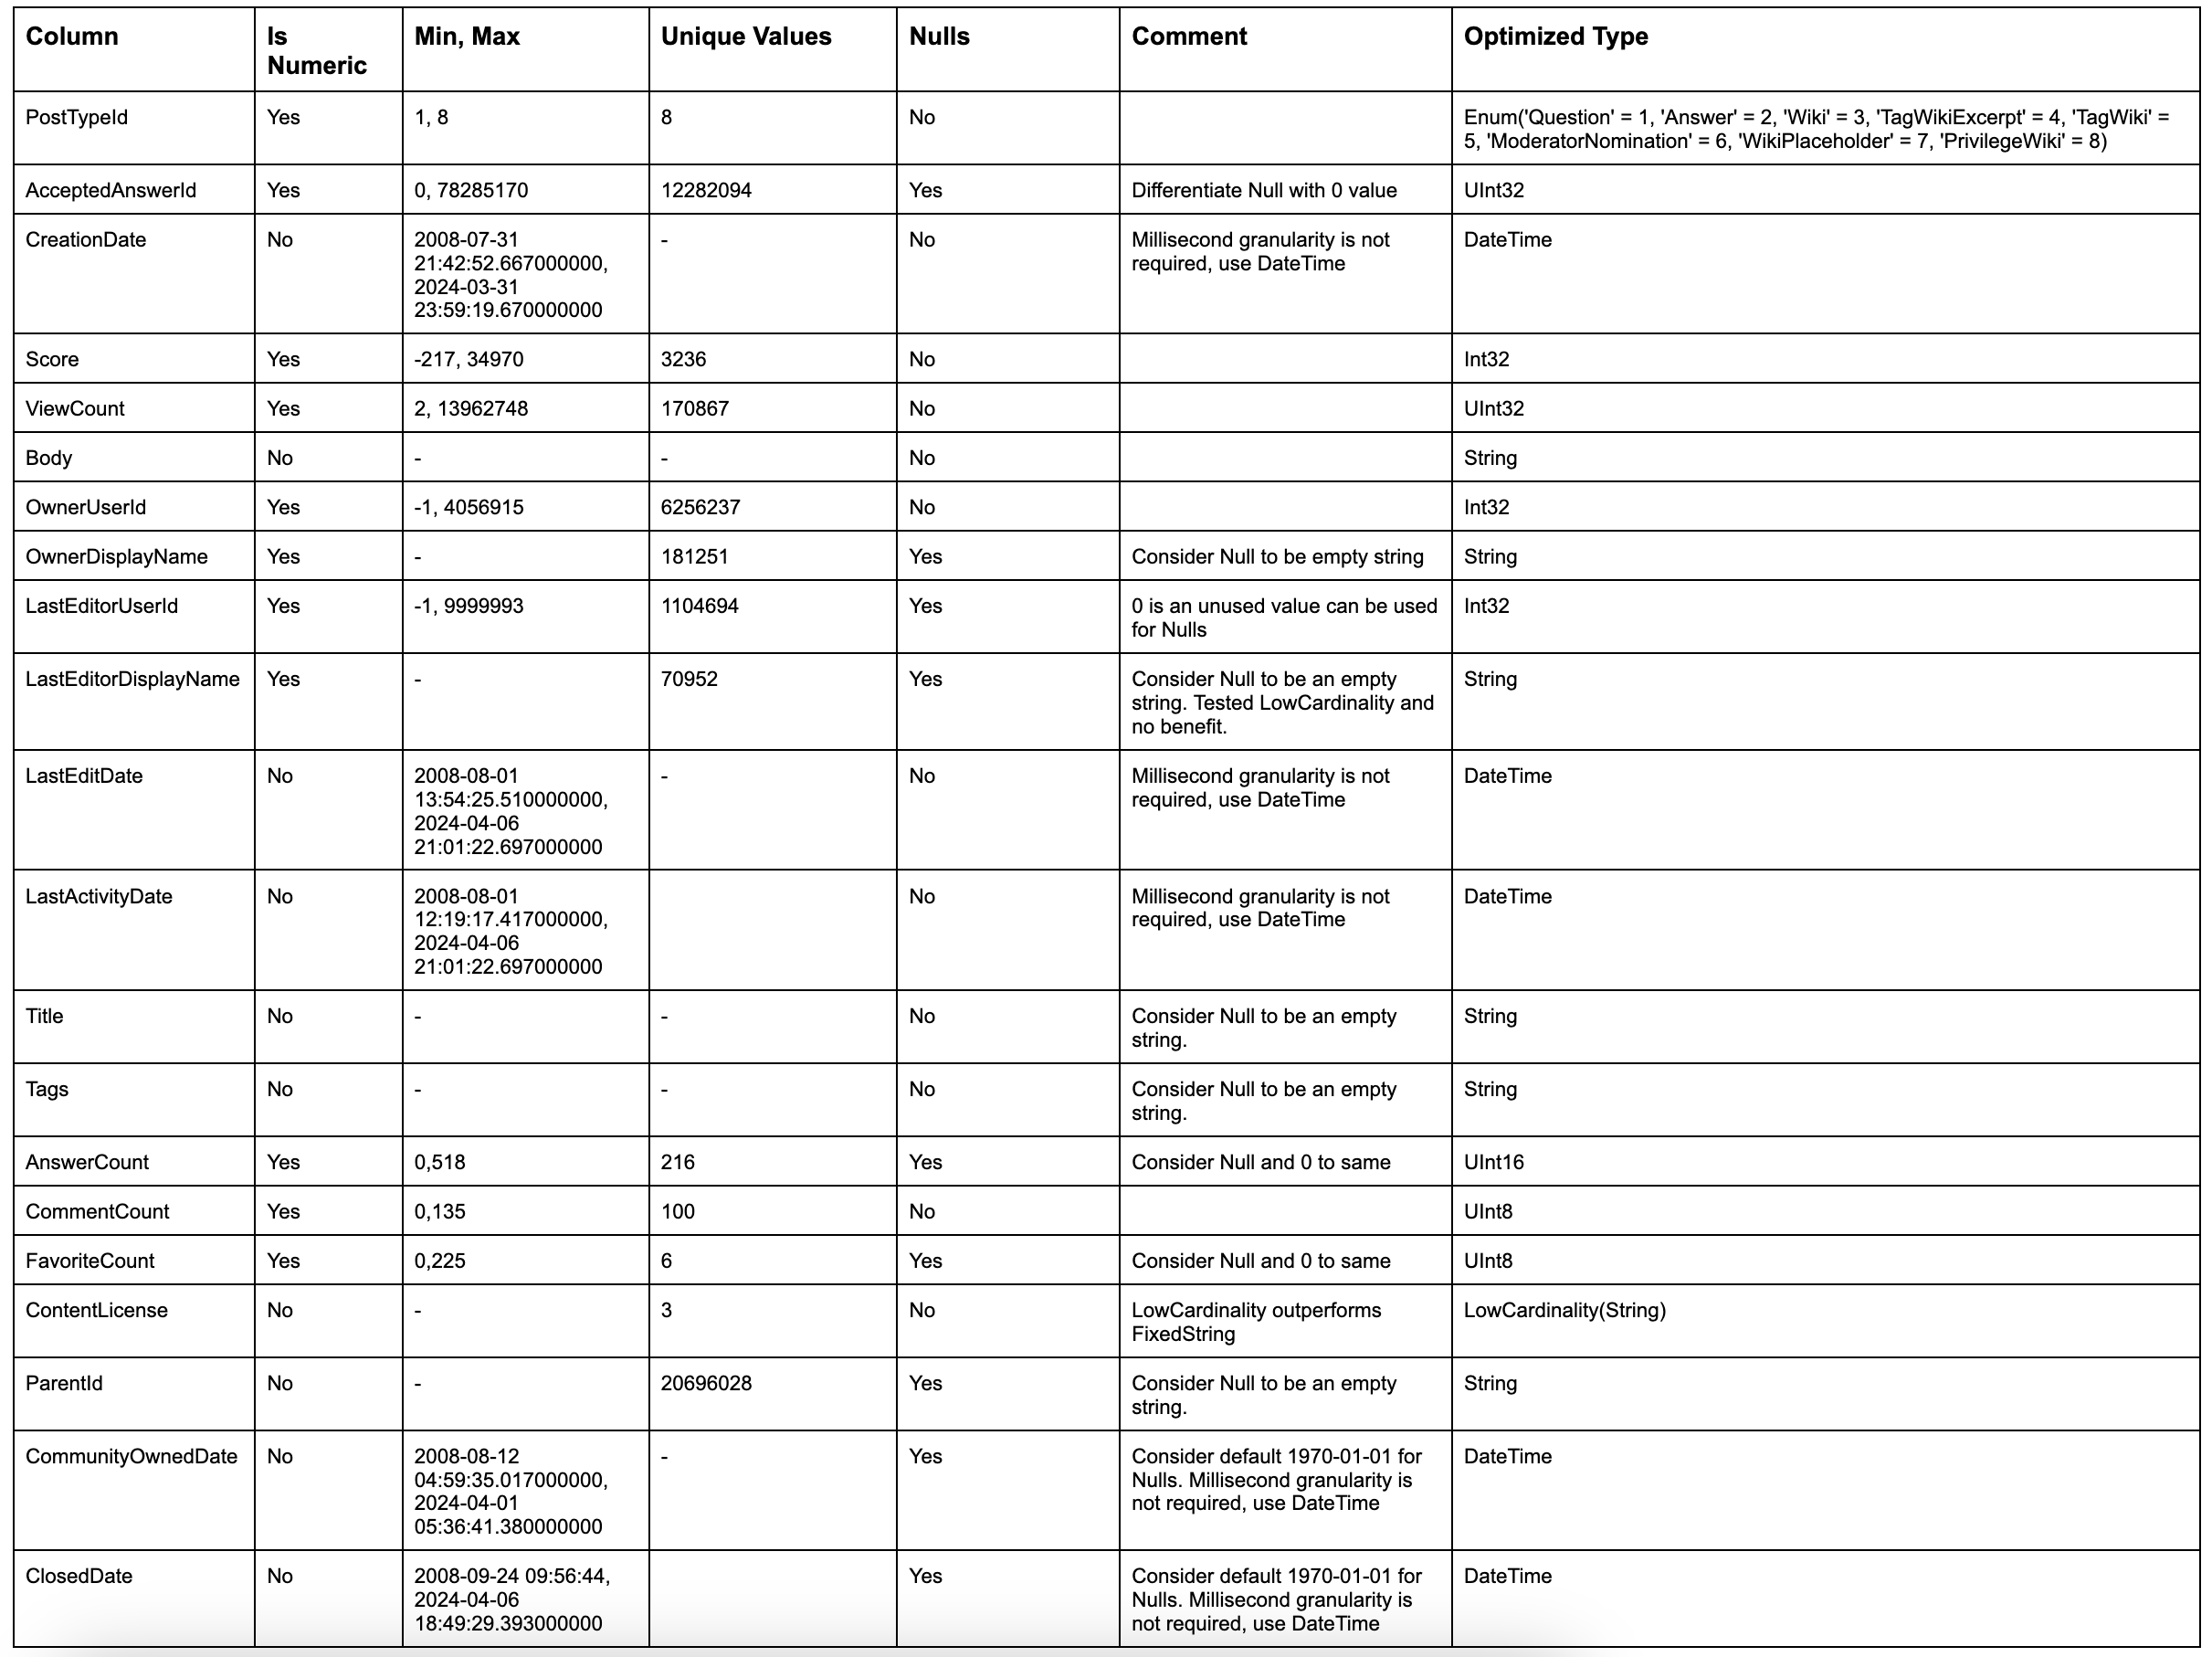 Column
Is
Numeric
Min, Max
Unique Values
Nulls
Comment
Optimized Type
PostTypeId
Yes
1, 8
8
No
Enum('Question' = 1, 'Answer' = 2, 'Wiki' = 3, 'TagWikiExcerpt' = 4, 'TagWiki' =
5, 'ModeratorNomination' = 6, 'WikiPlaceholder' = 7, 'PrivilegeWiki' = 8)
AcceptedAnswerId
Yes
0, 78285170
12282094
Yes
Differentiate Null with 0 value
UInt32
CreationDate
No
2008-07-31
21:42:52.667000000,
2024-03-31
23:59:19.670000000
-
No
Millisecond granularity is not
required, use DateTime
DateTime
Score
Yes
-217, 34970
3236
No
Int32
ViewCount
Yes
2, 13962748
170867
No
UInt32
Body
No
-
-
No
String
OwnerUserId
Yes
-1, 4056915
6256237
No
Int32
OwnerDisplayName
Yes
-
181251
Yes
Consider Null to be empty string
String
LastEditorUserId
Yes
-1, 9999993
1104694
Yes
0 is an unused value can be used
for Nulls
Int32
LastEditorDisplayName
Yes
-
70952
Yes
Consider Null to be an empty
string. Tested LowCardinality and
no benefit.
String
LastEditDate
No
2008-08-01
13:54:25.510000000,
2024-04-06
21:01:22.697000000
-
No
Millisecond granularity is not
required, use DateTime
DateTime
LastActivityDate
No
2008-08-01
12:19:17.417000000,
2024-04-06
21:01:22.697000000
No
Millisecond granularity is not
required, use DateTime
DateTime
Title
No
-
-
No
Consider Null to be an empty
string.
String
Tags
No
-
-
No
Consider Null to be an empty
string.
String
AnswerCount
Yes
0,518
216
Yes
Consider Null and 0 to same
UInt16
CommentCount
Yes
0,135
100
No
UInt8
FavoriteCount
Yes
0,225
6
Yes
Consider Null and 0 to same
UInt8
ContentLicense
No
-
3
No
LowCardinality outperforms
FixedString
LowCardinality(String)
ParentId
No
-
20696028
Yes
Consider Null to be an empty
string.
String
CommunityOwnedDate
No
2008-08-12
04:59:35.017000000,
2024-04-01
05:36:41.380000000
-
Yes
Consider default 1970-01-01 for
Nulls. Millisecond granularity is
not required, use DateTime
DateTime
ClosedDate
No
2008-09-24 09:56:44,
2024-04-06
18:49:29.393000000
Yes
Consider default 1970-01-01 for
Nulls. Millisecond granularity is
not required, use DateTime
DateTime